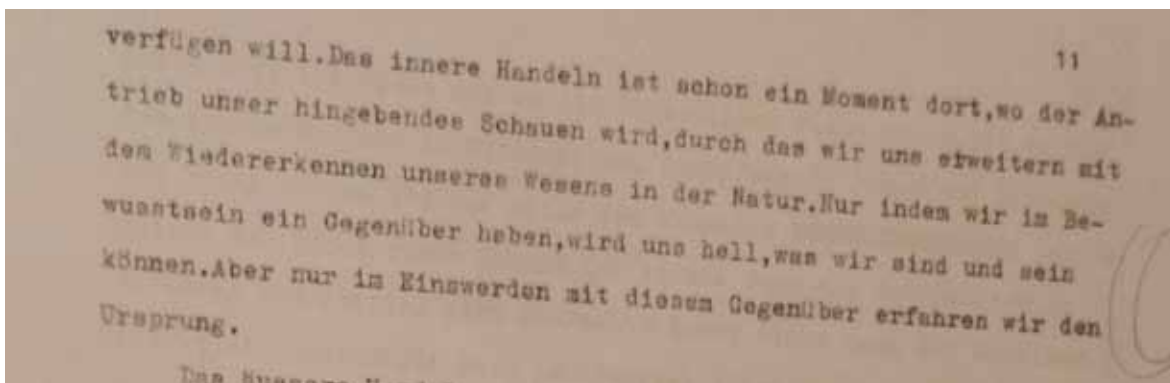 11
verfügen will.Das innere Handeln ist schon ein Moment dort,wo der An-
trieb unser hingebendes Schauen wird,durch das wir uns erweitern mit
dem Wiedererkennen unseres Wesens in der Natur.Nur indem wir im Be-
wusstsein ein Gegenüber haben,wird uns hell,was wir sind und sein
können.Aber nur im Einswerden mit diesem Gegenüber erfahren wir den
Ursprung.
Das